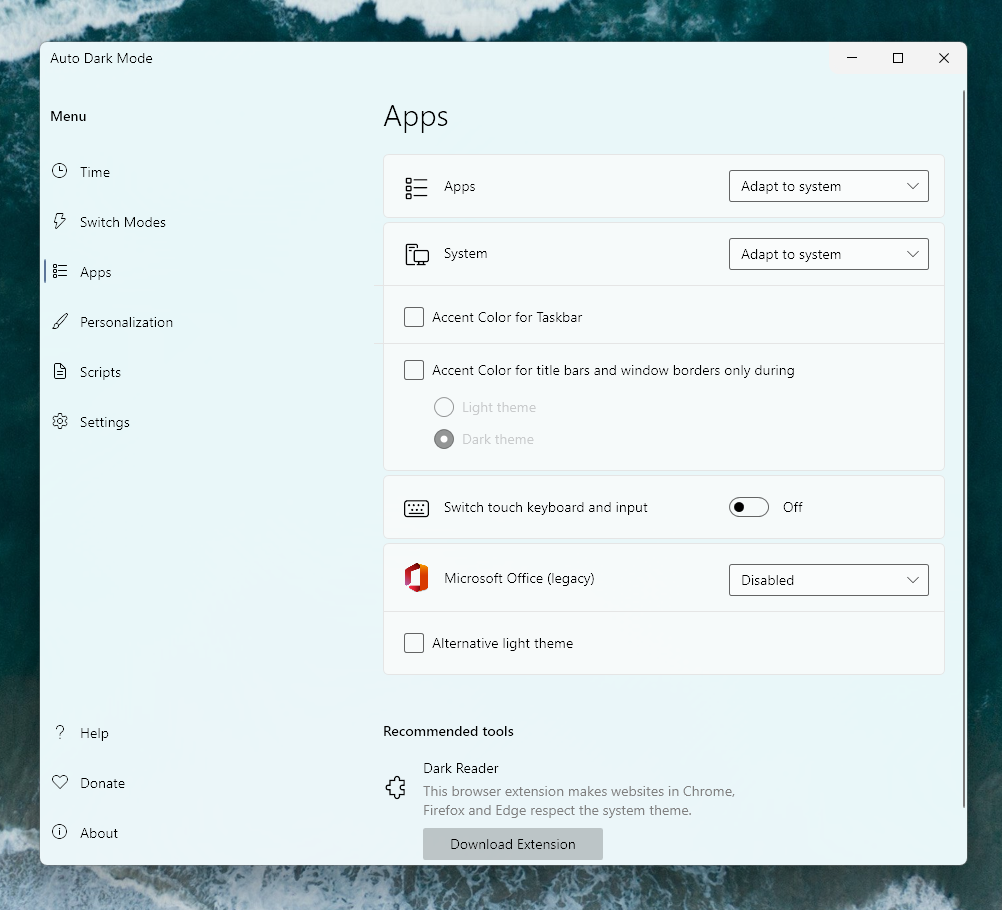 Auto Dark Mode
Menu
Time
Switch Modes
Apps
Personalization
Scripts
Settings
Help
Donate
About
Apps
Apps
Adapt to system
System
Adapt to system
Accent Color for Taskbar
Accent Color for title bars and window borders only during
Light theme
Dark theme
Switch touch keyboard and input
Off
Microsoft Office (legacy)
Disabled
Alternative light theme
Recommended tools
Dark Reader
This browser extension makes websites in Chrome,
Firefox and Edge respect the system theme.
Download Extension